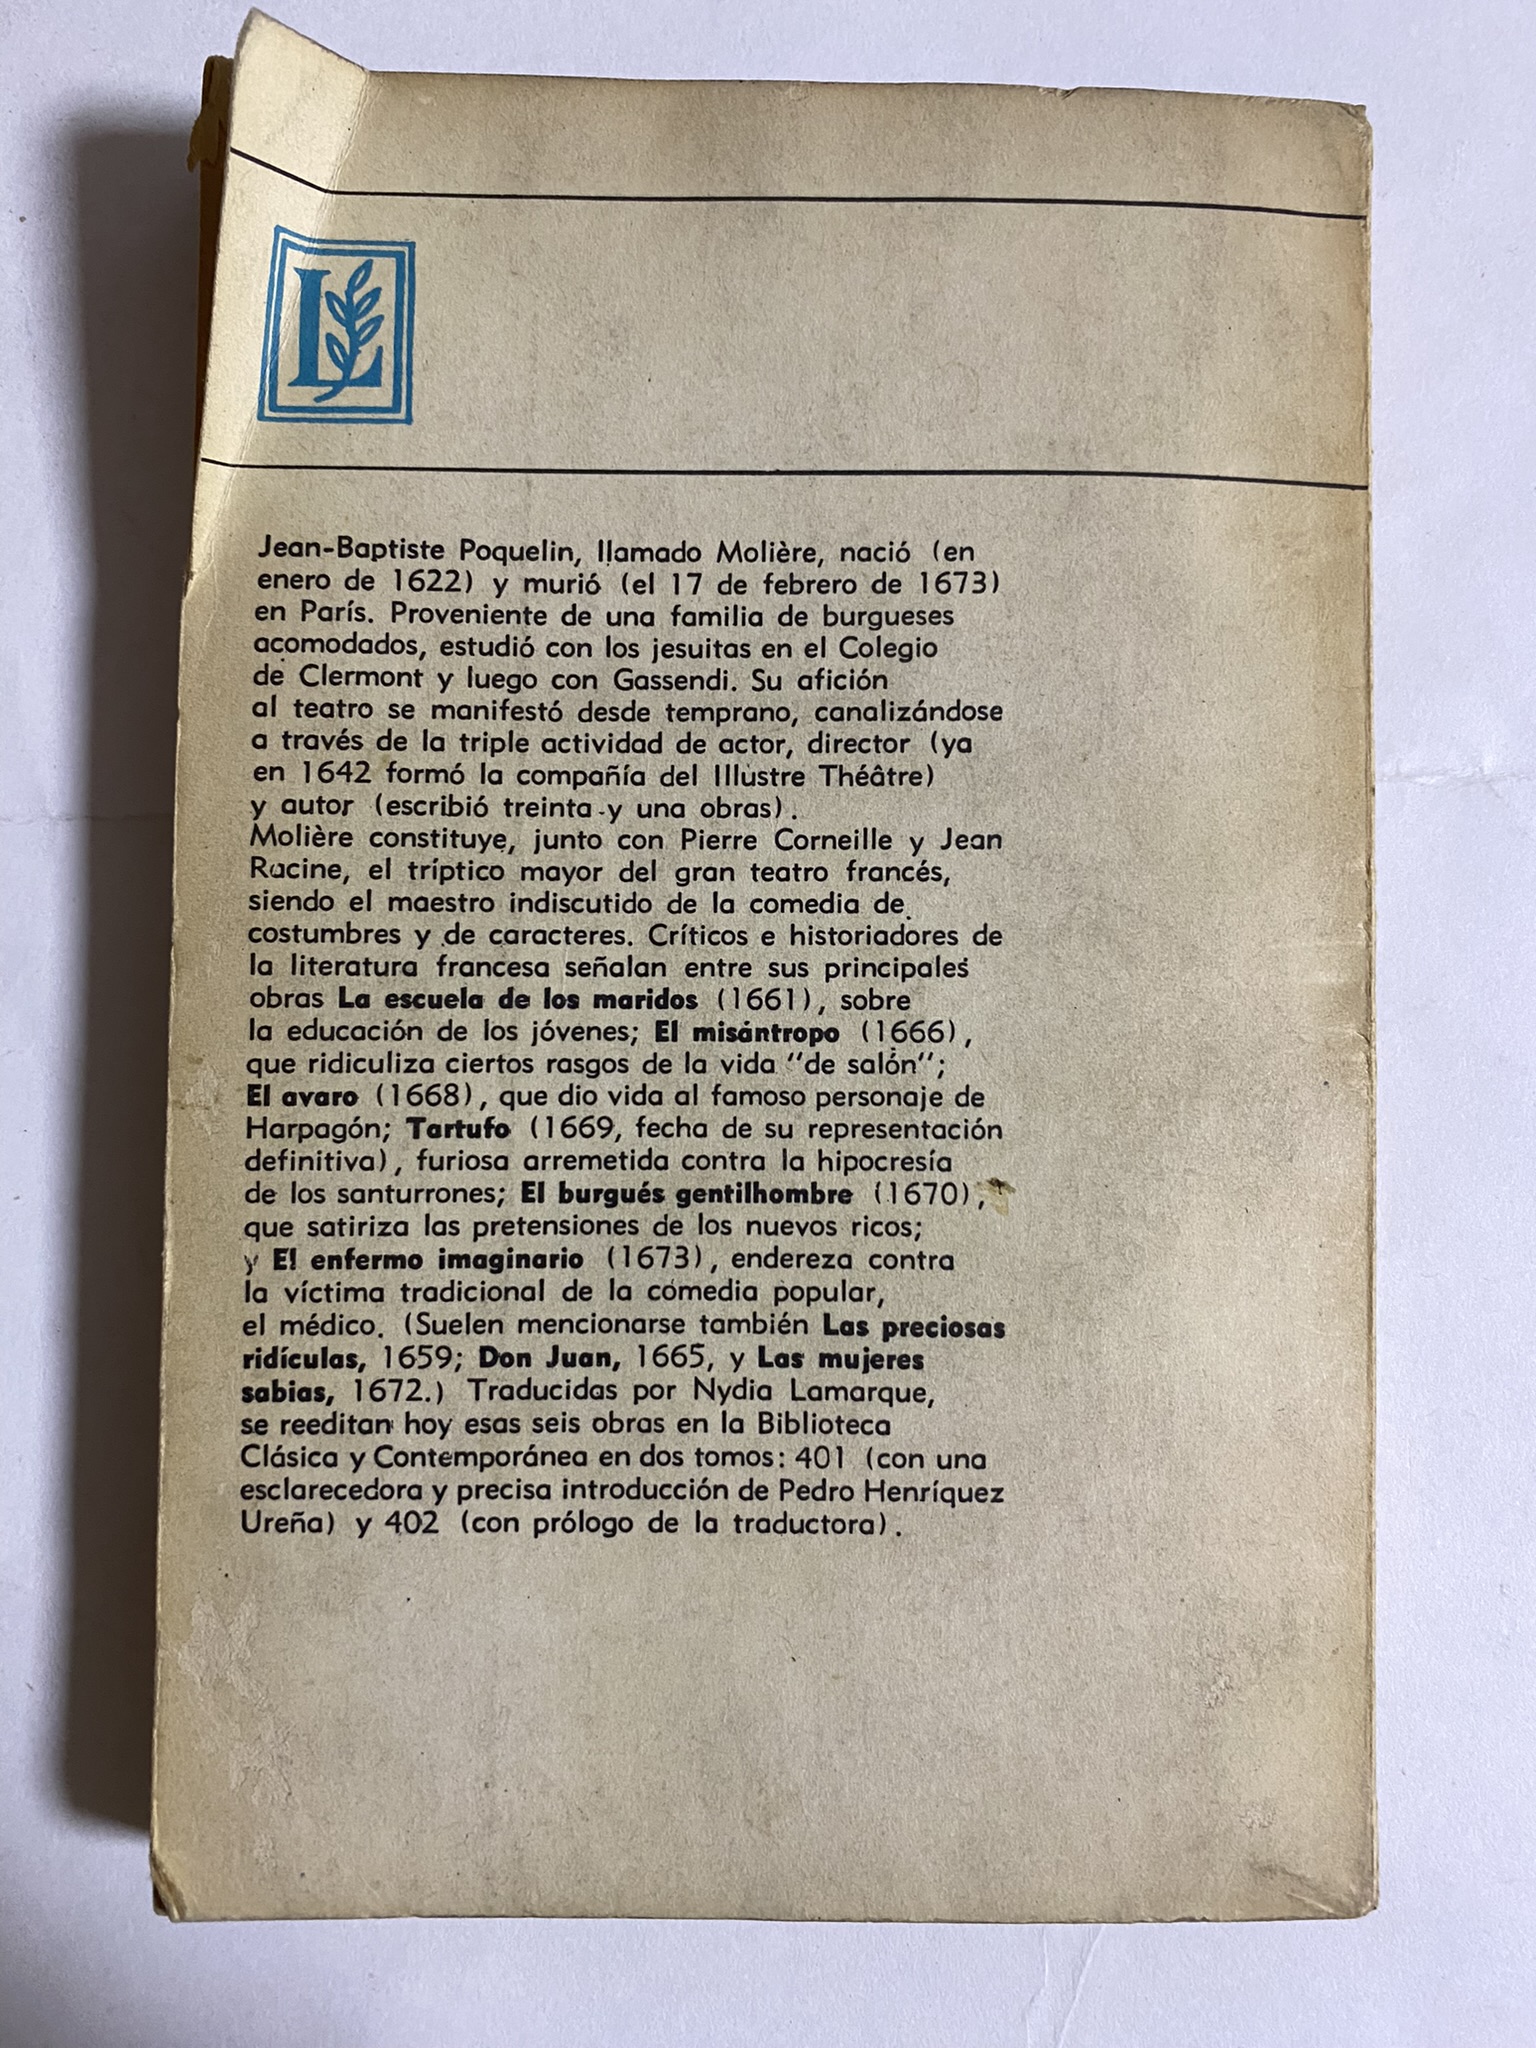 L
Jean-Baptiste Poquelin, llamado Molière, nació (en
enero de 1622) y murió (el 17 de febrero de 1673)
en París. Proveniente de una familia de burgueses
acomodados, estudió con los jesuitas en el Colegio
de Clermont y luego con Gassendi. Su afición
al teatro se manifestó desde temprano, canalizándose
a través de la triple actividad de actor, director (ya
en 1642 formó la compañía del Illustre Théâtre)
y autor (escribió treinta y una obras).
Molière constituye, junto con Pierre Corneille y Jean
Racine, el tríptico mayor del gran teatro francés,
siendo el maestro indiscutido de la comedia de
costumbres y de caracteres. Críticos e historiadores de
la literatura francesa señalan entre sus principales
obras La escuela de los maridos (1661), sobre
la educación de los jóvenes; El misántropo (1666),
que ridiculiza ciertos rasgos de la vida "de salón";
El avaro (1668), que dio vida al famoso personaje de
Harpagón; Tartufo (1669, fecha de su representación
definitiva), furiosa arremetida contra la hipocresía
de los santurrones; El burgués gentilhombre (1670),
que satiriza las pretensiones de los nuevos ricos;
y El enfermo imaginario (1673), endereza contra
la víctima tradicional de la comedia popular,
el médico. (Suelen mencionarse también Las preciosas
ridículas, 1659; Don Juan, 1665, y Las mujeres
sabias, 1672.) Traducidas por Nydia Lamarque,
se reeditan hoy esas seis obras en la Biblioteca
Clásica y Contemporánea en dos tomos: 401 (con una
esclarecedora y precisa introducción de Pedro Henríquez
Ureña) y 402 (con prólogo de la traductora).